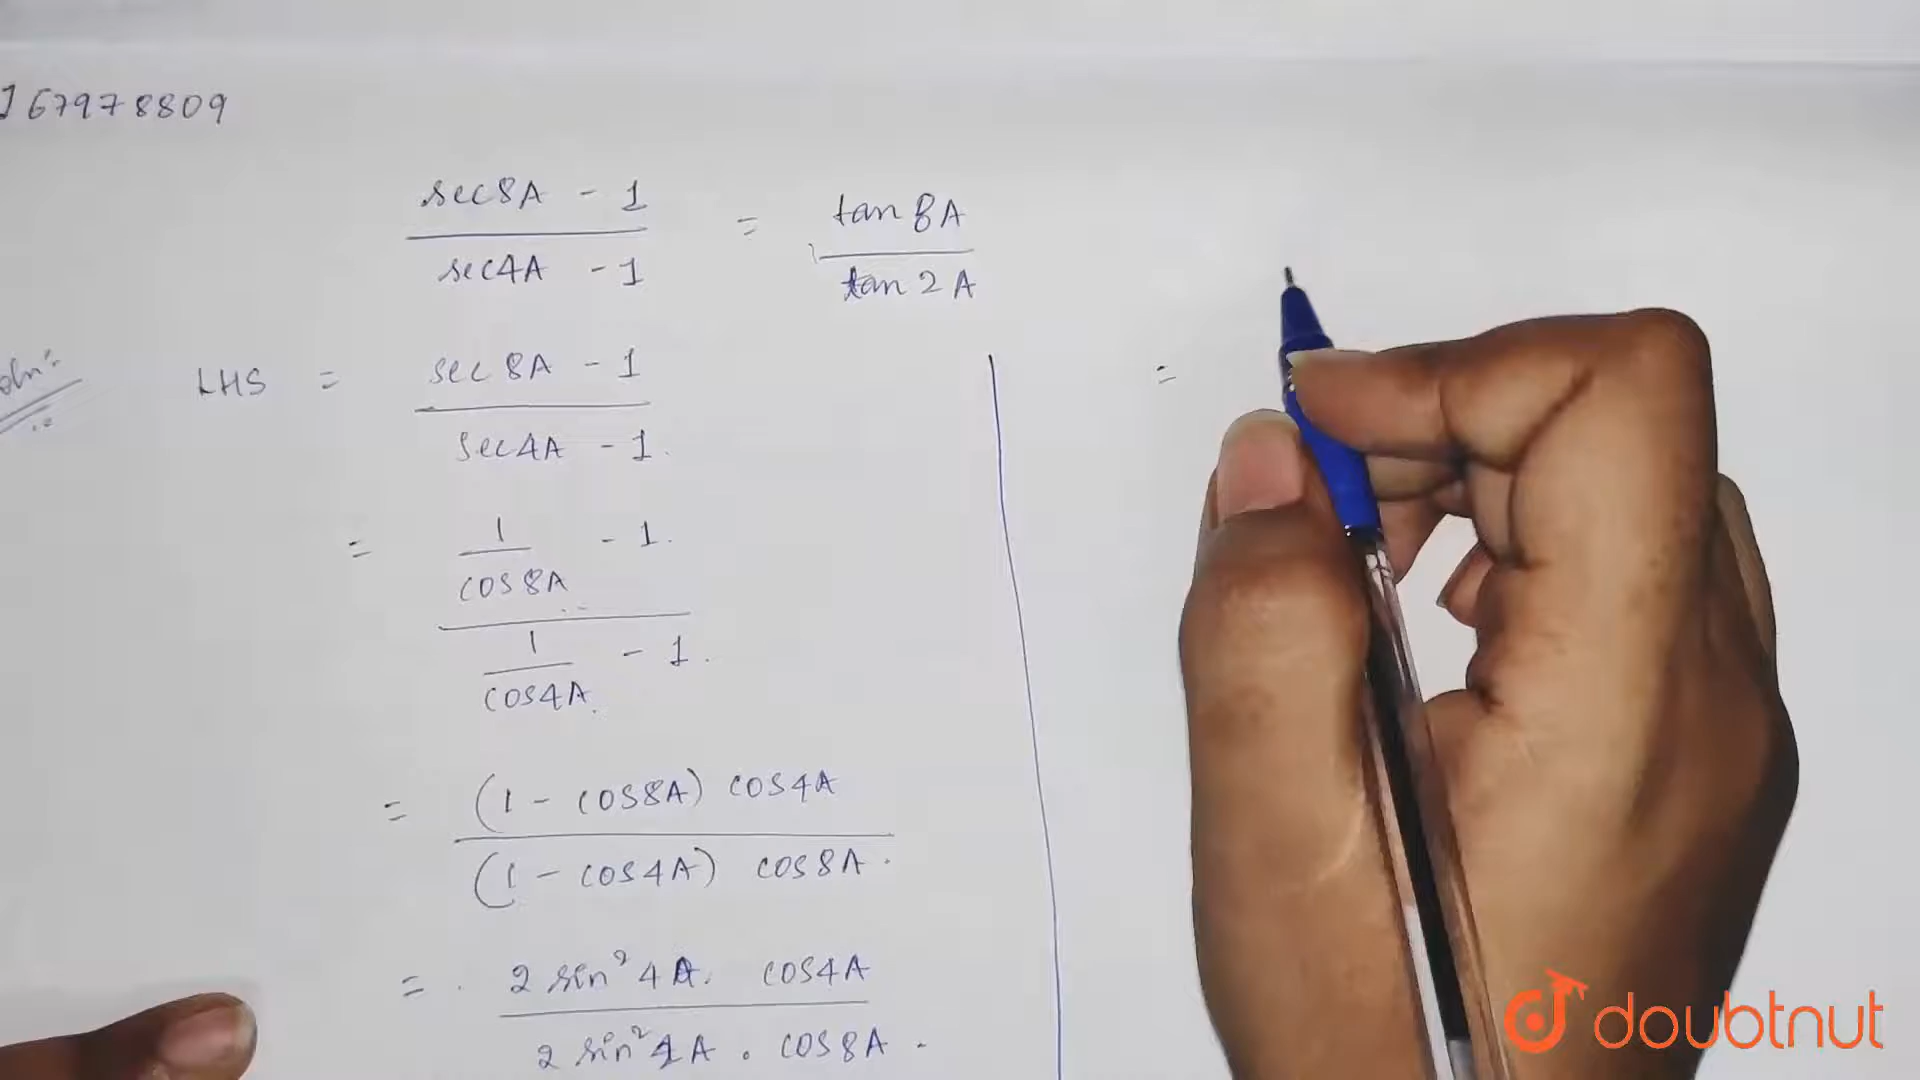 167978809
sec8A - 1 / sec4A - 1 = tan 8A / tan 2A
LHS = sec 8A - 1 / sec4A - 1.
= 1/cos8A - 1. / 1/cos4A. - 1.
= (1 - cos8A) cos4A / (1 - cos4A) cos8A.
= . 2 sin² 4A. cos4A / 2 sin² 2A . cos8A .
=
doubtnut